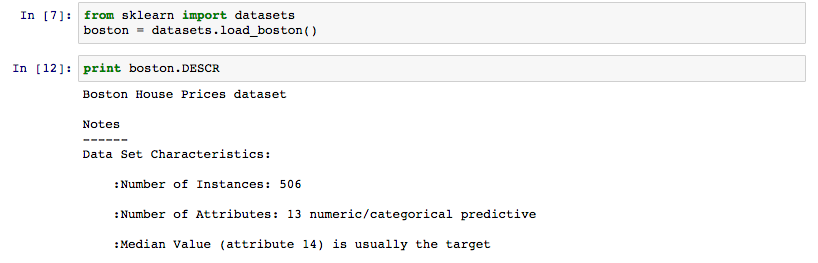 In [7]: from sklearn import datasets
boston = datasets.load_boston()
In [12]: print boston.DESCR
Boston House Prices dataset
Notes
------
Data Set Characteristics:
:Number of Instances: 506
:Number of Attributes: 13 numeric/categorical predictive
:Median Value (attribute 14) is usually the target